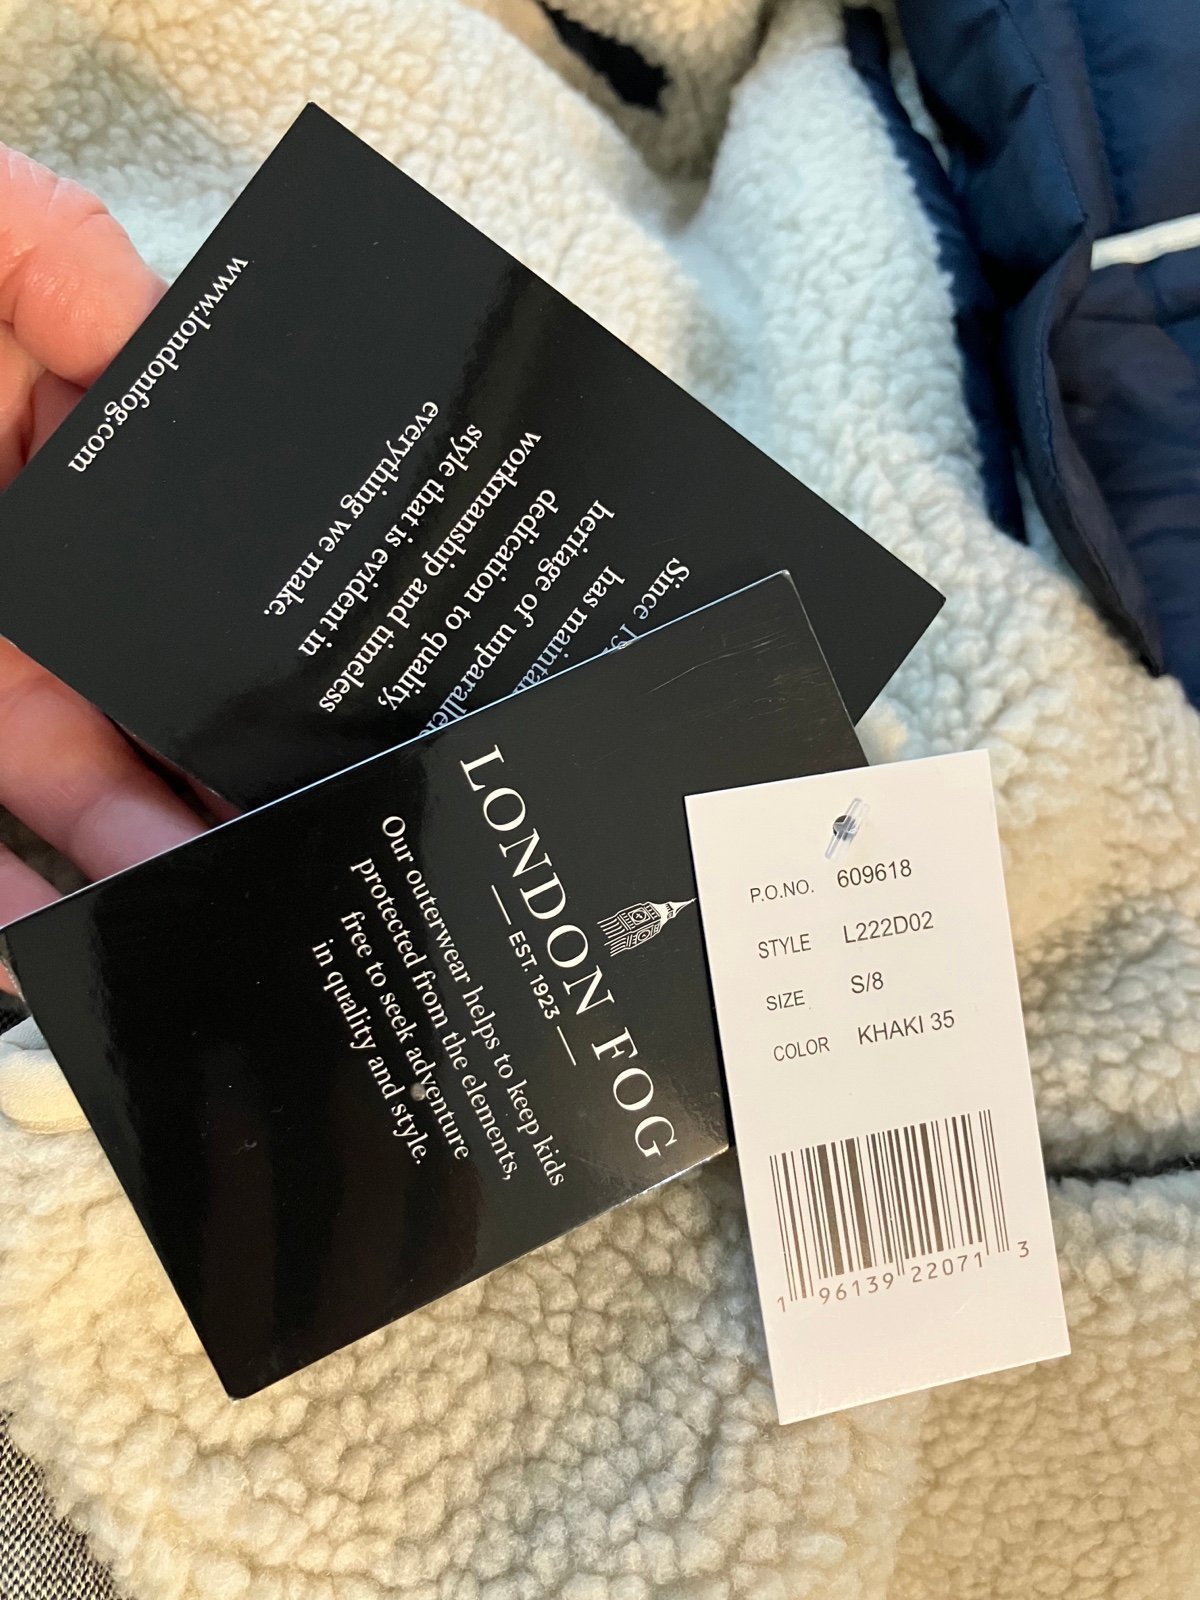 www.londonfog.com
Since
has
heritage of
dedication to quality,
workmanship and timeless
style that is evident in
everything we make.
LONDON FOG
EST. 1923
Our outerwear helps to keep kids
protected from the elements,
free to seek adventure
in quality and style.
P.O.NO. 609618
STYLE L222D02
SIZE S/8
COLOR KHAKI 35
1 96139 22071 3